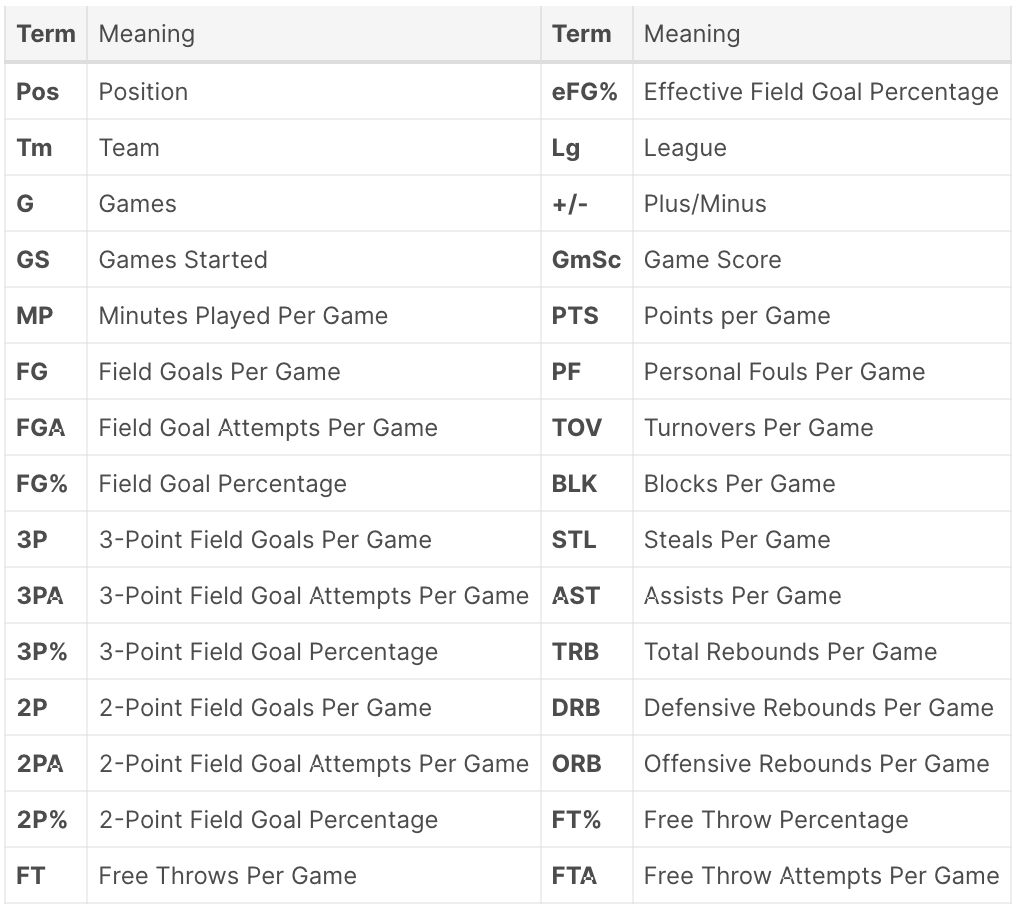 Term Meaning Term Meaning
Pos Position eFG% Effective Field Goal Percentage
Tm Team Lg League
G Games +/- Plus/Minus
GS Games Started GmSc Game Score
MP Minutes Played Per Game PTS Points per Game
FG Field Goals Per Game PF Personal Fouls Per Game
FGA Field Goal Attempts Per Game TOV Turnovers Per Game
FG% Field Goal Percentage BLK Blocks Per Game
3P 3-Point Field Goals Per Game STL Steals Per Game
3PA 3-Point Field Goal Attempts Per Game AST Assists Per Game
3P% 3-Point Field Goal Percentage TRB Total Rebounds Per Game
2P 2-Point Field Goals Per Game DRB Defensive Rebounds Per Game
2PA 2-Point Field Goal Attempts Per Game ORB Offensive Rebounds Per Game
2P% 2-Point Field Goal Percentage FT% Free Throw Percentage
FT Free Throws Per Game FTA Free Throw Attempts Per Game